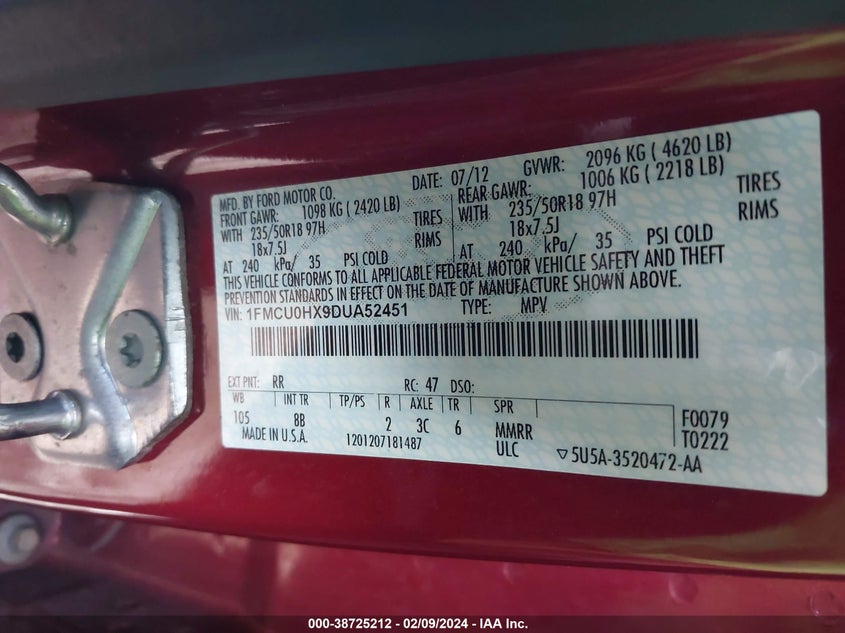 MFD. BY FORD MOTOR CO. DATE: 07/12 GVWR: 2096 KG ( 4620 LB)
FRONT GAWR: 1098 KG ( 2420 LB) REAR GAWR: 1006 KG ( 2218 LB)
WITH 235/50R18 97H TIRES WITH 235/50R18 97H TIRES
18x7.5J RIMS 18x7.5J RIMS
AT 240 kPa/ 35 PSI COLD AT 240 kPa/ 35 PSI COLD
THIS VEHICLE CONFORMS TO ALL APPLICABLE FEDERAL MOTOR VEHICLE SAFETY AND THEFT
PREVENTION STANDARDS IN EFFECT ON THE DATE OF MANUFACTURE SHOWN ABOVE.
VIN: 1FMCU0HX9DUA52451 TYPE: MPV
EXT PNT: RR RC: 47 DSO:
WB INT TR TP/PS R AXLE TR SPR
105 8B 2 3C 6 MMRR F0079
MADE IN U.S.A. 1201207181487 ULC T0222
▽5U5A-3520472-AA
000-38725212 - 02/09/2024 - IAA Inc.